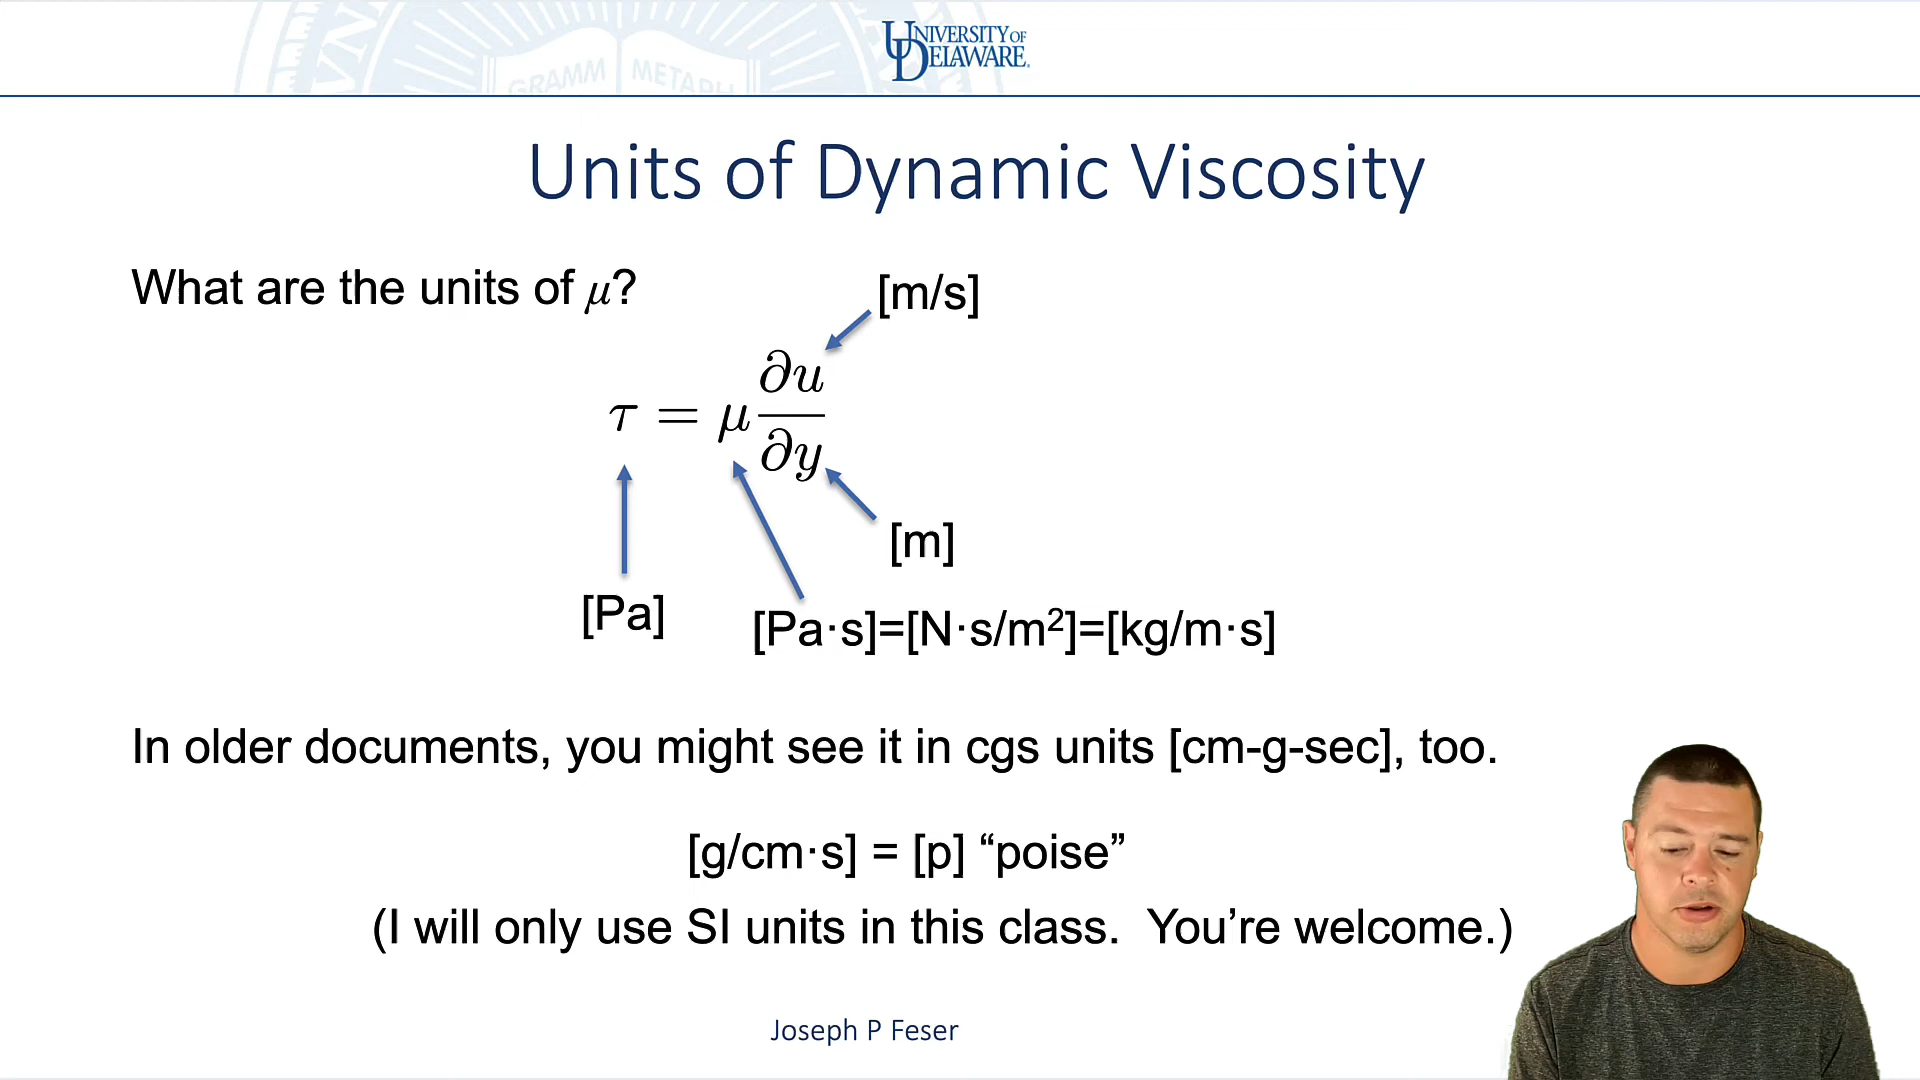 GRAMM METAPH
UNIVERSITY OF
DELAWARE
Units of Dynamic Viscosity
What are the units of μ?
[m/s]
τ = μ ∂u/∂y
[m]
[Pa]
[Pa·s]=[N·s/m²]=[kg/m·s]
In older documents, you might see it in cgs units [cm-g-sec], too.
[g/cm·s] = [p] “poise”
(I will only use SI units in this class. You’re welcome.)
Joseph P Feser